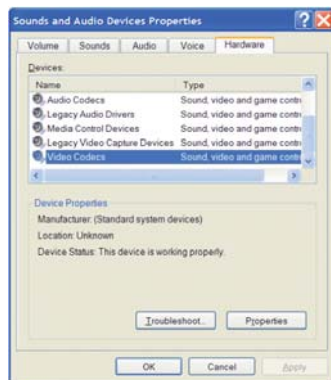 Sounds and Audio Devices Properties
Volume Sounds Audio Voice Hardware
Devices:
Name Type
Audio Codecs Sound, video and game contr
Legacy Audio Drivers Sound, video and game contr
Media Control Devices Sound, video and game contr
Legacy Video Capture Devices Sound, video and game contr
Video Codecs Sound, video and game contr
Device Properties
Manufacturer: (Standard system devices)
Location: Unknown
Device Status: This device is working properly.
Troubleshoot... Properties
OK Cancel Apply